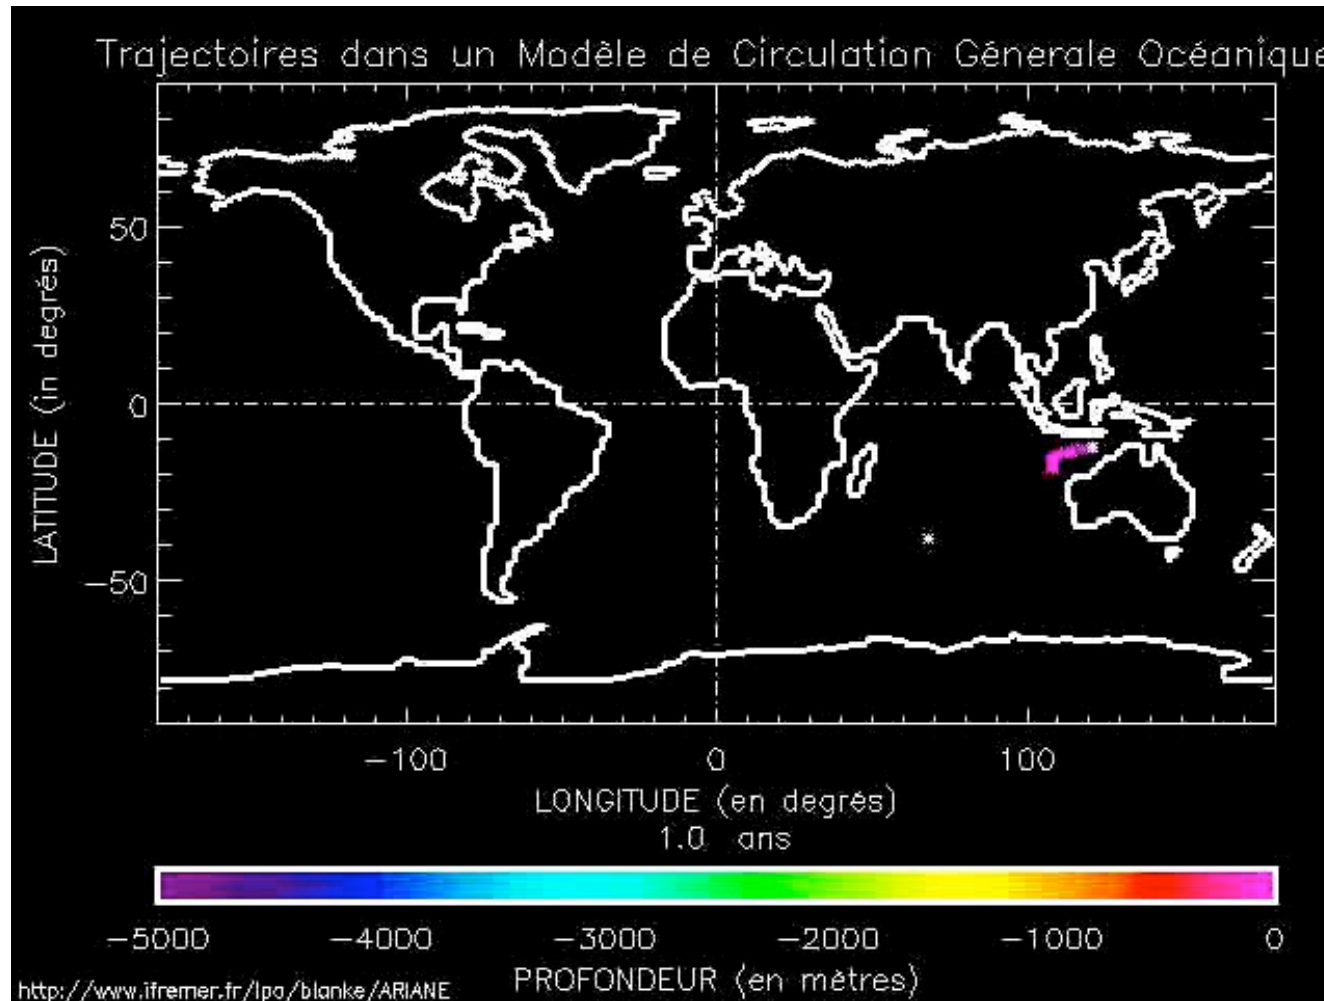 Trajectoires dans un Modèle de Circulation Génerale Océanique
50
0
−50
LATITUDE (in degrés)
−100 0 100
LONGITUDE (en degrés)
1.0 ans
−5000 −4000 −3000 −2000 −1000 0
PROFONDEUR (en métres)
http://www.ifremer.fr/lpo/blanke/ARIANE